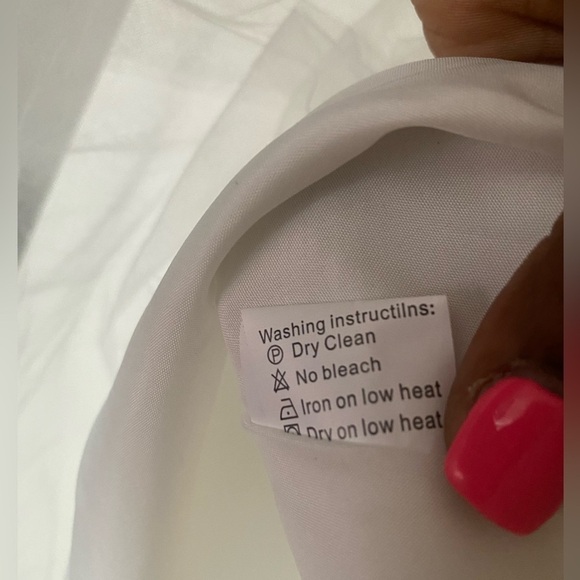 Washing instructilns:
Ⓟ Dry Clean
No bleach
Iron on low heat
Dry on low heat